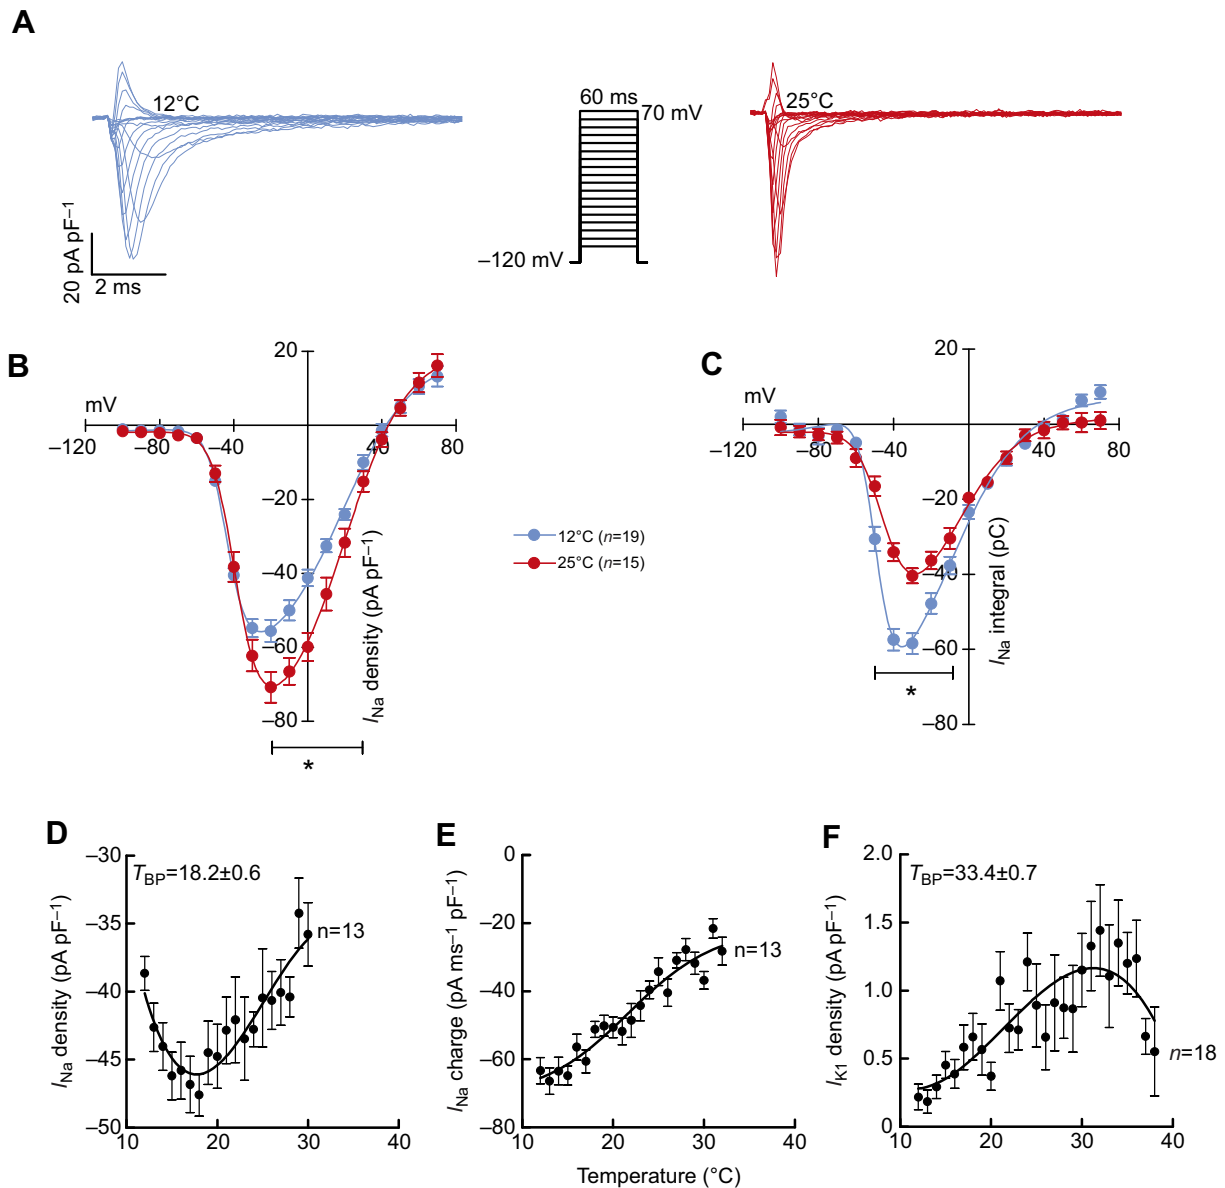 A
12°C
60 ms
70 mV
–120 mV
25°C
20 pA pF–1
2 ms
B
20
mV
–120
–80
–40
40
80
–20
–40
–60
–80
INa density (pA pF–1)
*
12°C (n=19)
25°C (n=15)
C
20
mV
–120
–80
–40
40
80
–20
–40
–60
–80
INa integral (pC)
*
D
TBP=18.2±0.6
n=13
–30
–35
–40
–45
–50
10
20
30
40
INa density (pA pF–1)
E
n=13
0
–20
–40
–60
–80
10
20
30
40
INa charge (pA ms–1 pF–1)
Temperature (°C)
F
TBP=33.4±0.7
n=18
2.0
1.5
1.0
0.5
0
10
20
30
40
IK1 density (pA pF–1)